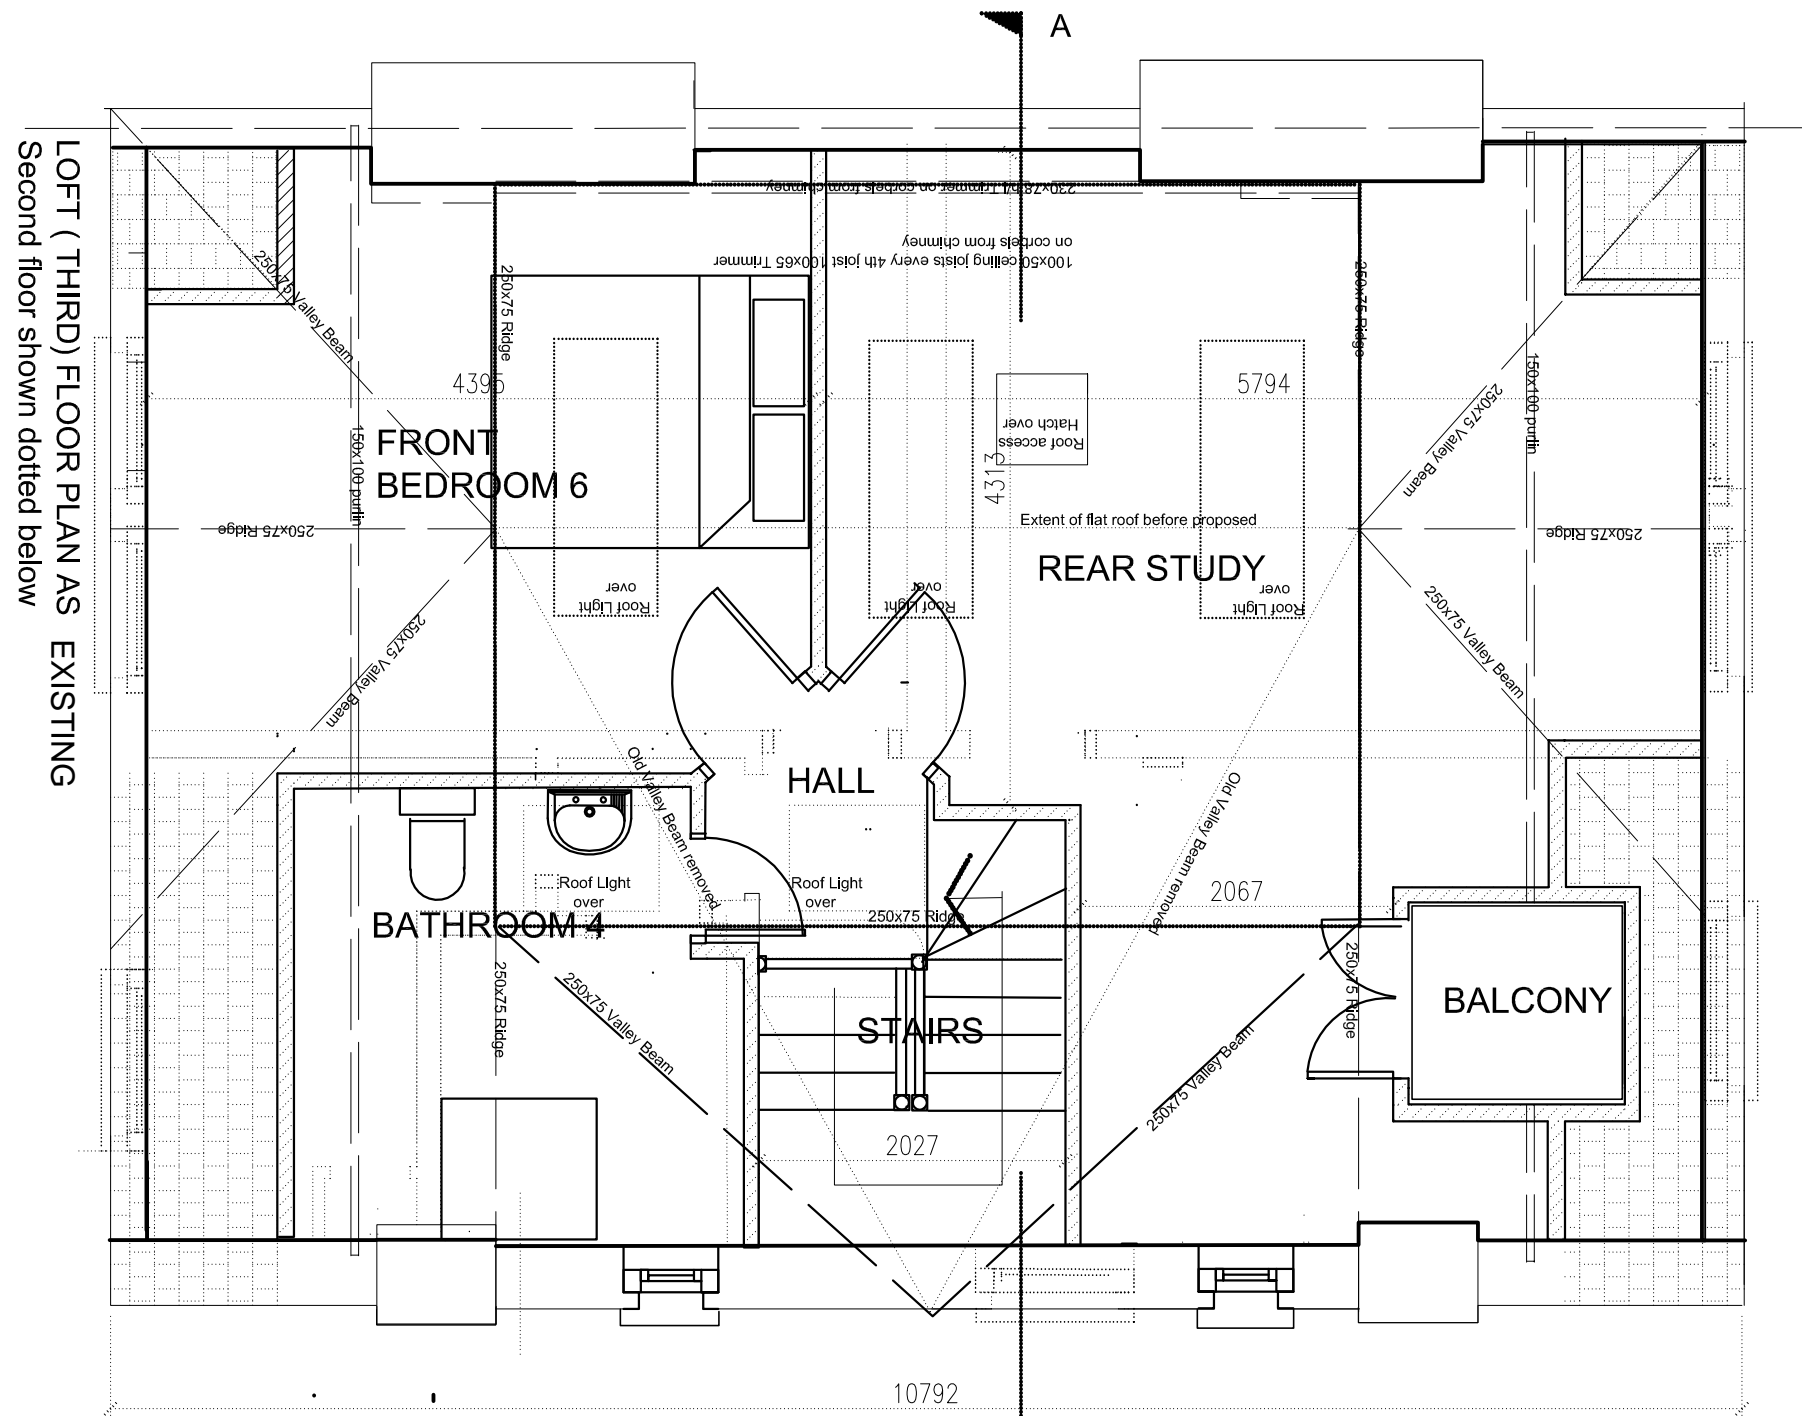 A
LOFT ( THIRD) FLOOR PLAN AS EXISTING
Second floor shown dotted below
230x78 h/l Trimmer on corbels from chimney
100x50 ceiling joists every 4th joist 100x65 Trimmer
on corbels from chimney
250x75 Valley Beam
250x75 Ridge
250x75 Ridge
150x100 purlin
4395
5794
FRONT
BEDROOM 6
150x100 purlin
Roof access
Hatch over
4313
250x75 Valley Beam
250x75 Ridge
Extent of flat roof before proposed
250x75 Ridge
REAR STUDY
Roof Light
over
Roof Light
over
Roof Light
over
250x75 Valley Beam
250x75 Valley Beam
HALL
Old Valley Beam removed
Old Valley Beam removed
Roof LIght
over
Roof Light
over
2067
250x75 Ridge
BATHROOM 4
250x75 Ridge
250x75 Valley Beam
STAIRS
250x75 Ridge
BALCONY
250x75 Valley Beam
2027
10792